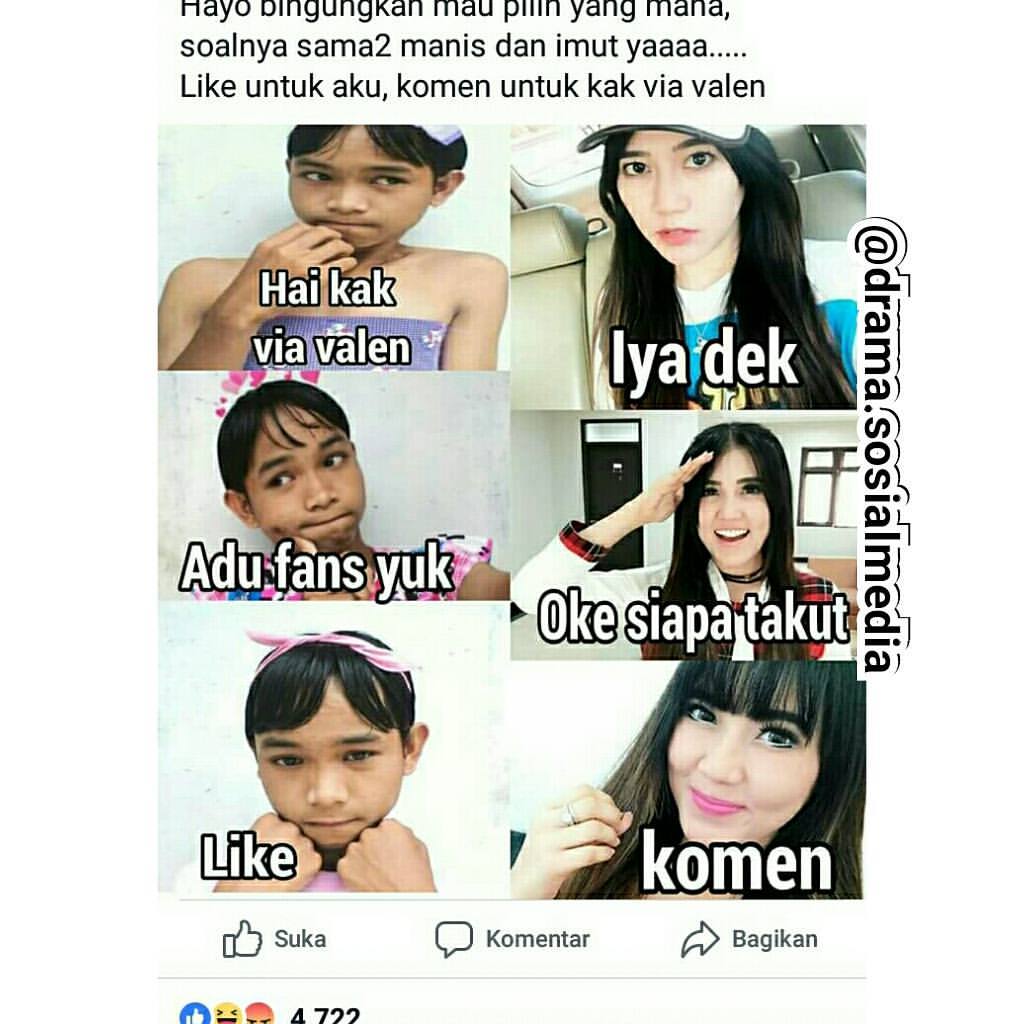 Hayo bingungkan mau pilih yang mana,
soalnya sama2 manis dan imut yaaaa.....
Like untuk aku, komen untuk kak via valen
Hai kak
via valen
Iya dek
Adu fans yuk
Oke siapa takut
Like
komen
@drama.sosialmedia
Suka
Komentar
Bagikan
4.722